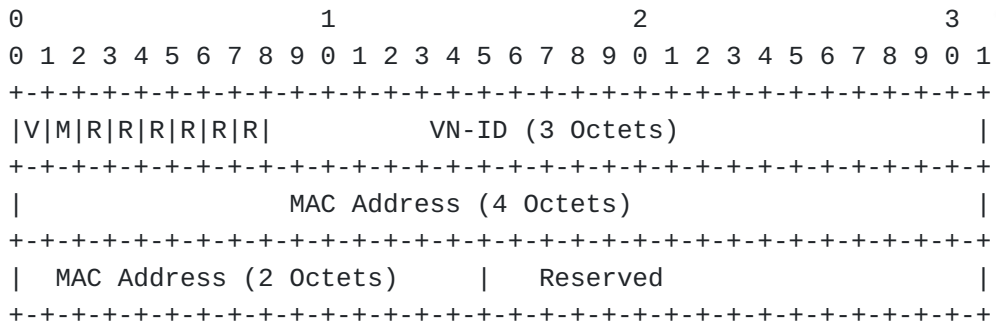 0                   1                   2                   3
0 1 2 3 4 5 6 7 8 9 0 1 2 3 4 5 6 7 8 9 0 1 2 3 4 5 6 7 8 9 0 1
+-+-+-+-+-+-+-+-+-+-+-+-+-+-+-+-+-+-+-+-+-+-+-+-+-+-+-+-+-+-+-+
|V|M|R|R|R|R|R|R|          VN-ID (3 Octets)                   |
+-+-+-+-+-+-+-+-+-+-+-+-+-+-+-+-+-+-+-+-+-+-+-+-+-+-+-+-+-+-+-+
|                 MAC Address (4 Octets)                      |
+-+-+-+-+-+-+-+-+-+-+-+-+-+-+-+-+-+-+-+-+-+-+-+-+-+-+-+-+-+-+-+
|  MAC Address (2 Octets)     |   Reserved                    |
+-+-+-+-+-+-+-+-+-+-+-+-+-+-+-+-+-+-+-+-+-+-+-+-+-+-+-+-+-+-+-+